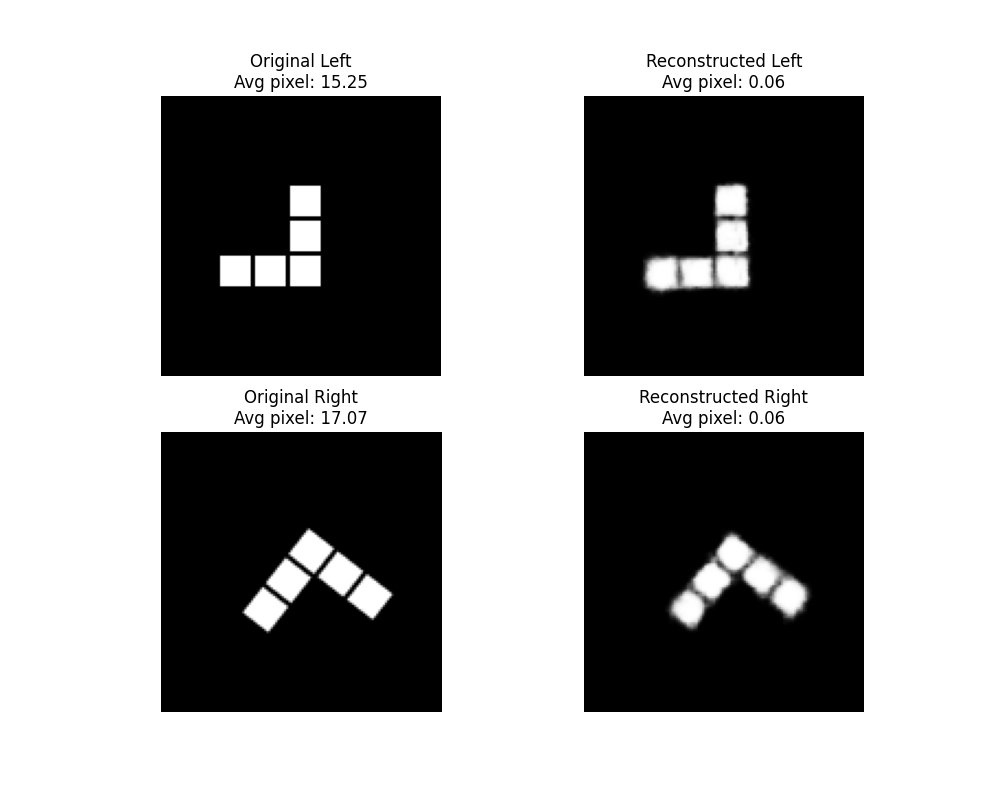 Original Left
Avg pixel: 15.25
Reconstructed Left
Avg pixel: 0.06
Original Right
Avg pixel: 17.07
Reconstructed Right
Avg pixel: 0.06